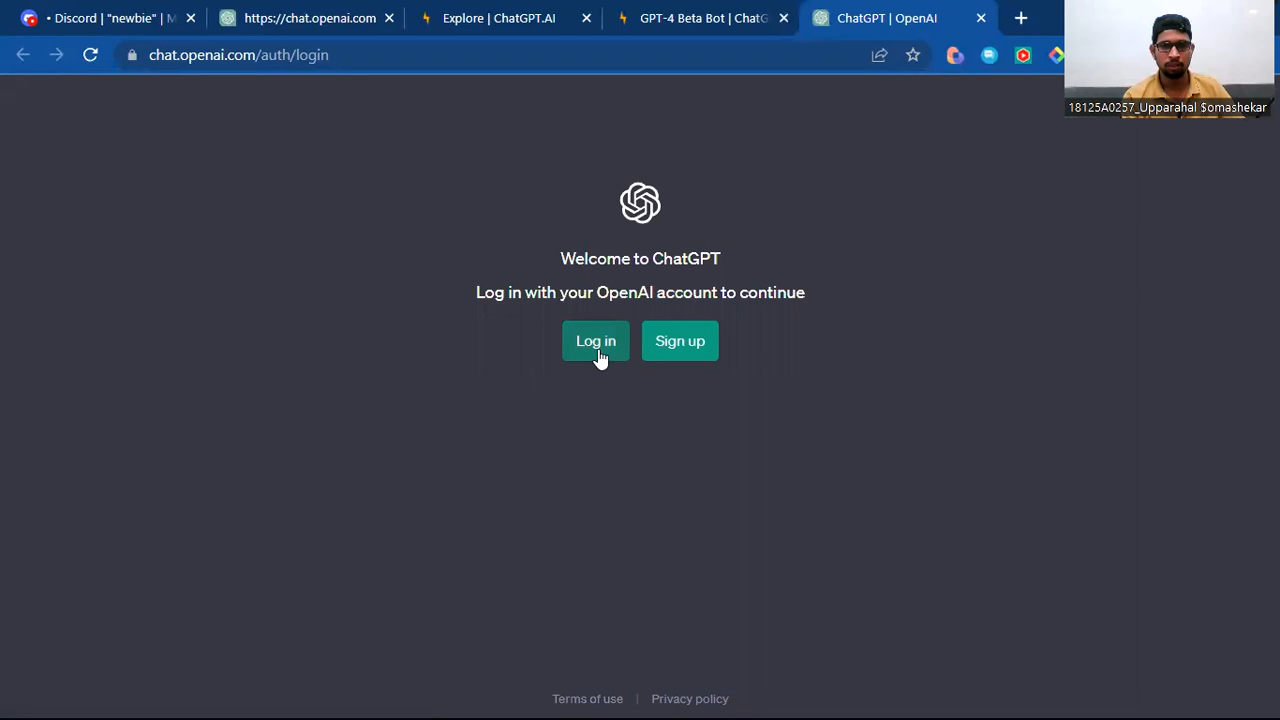 • Discord | "newbie" | M
https://chat.openai.com
Explore | ChatGPT.AI
GPT-4 Beta Bot | ChatG
ChatGPT | OpenAI
chat.openai.com/auth/login
18125A0257_Upparahal Somashekar
Welcome to ChatGPT
Log in with your OpenAI account to continue
Log in
Sign up
Terms of use | Privacy policy